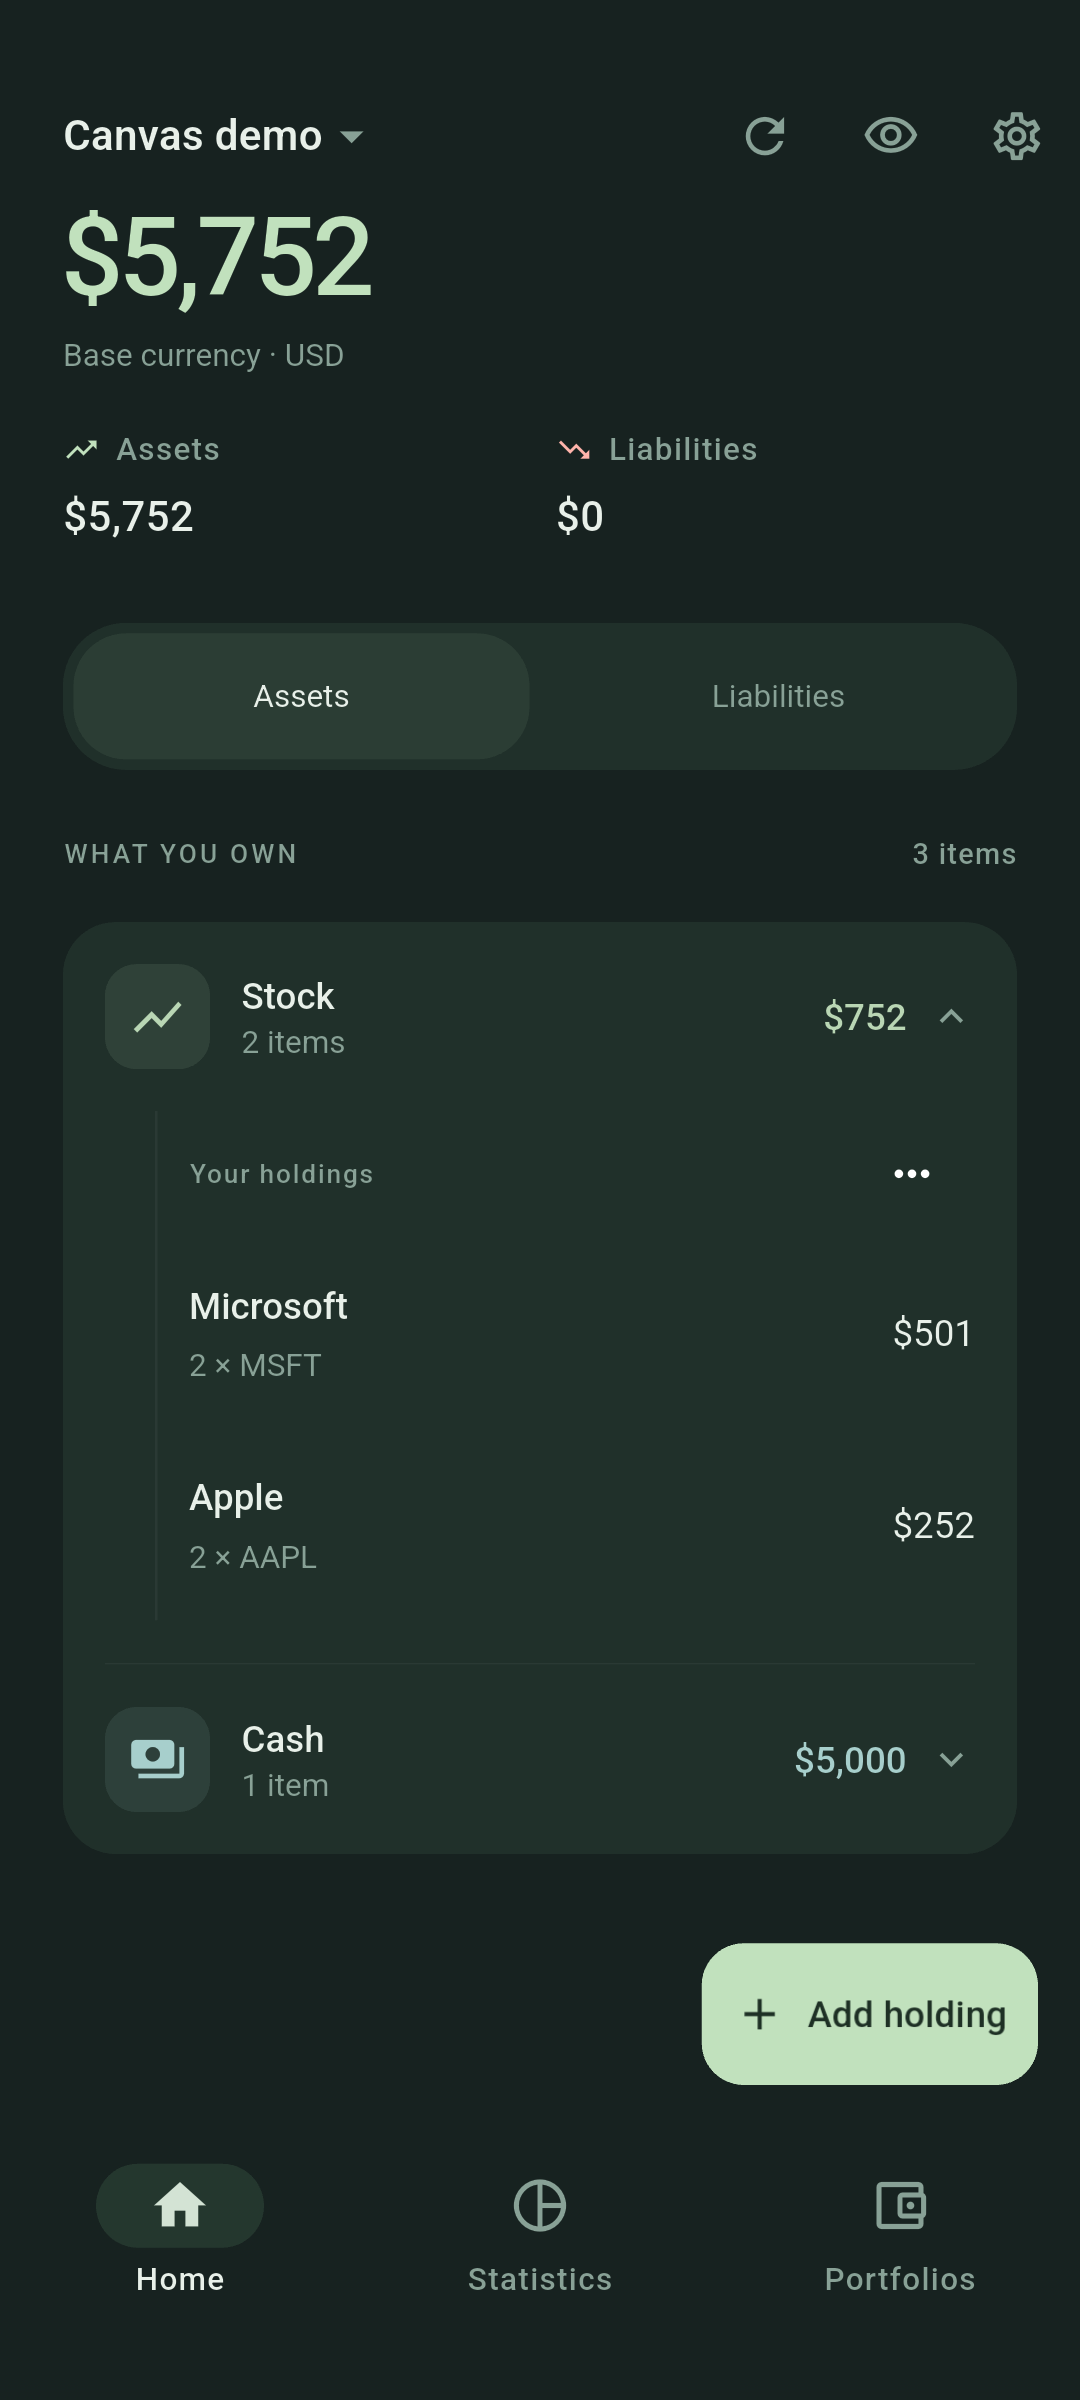 Canvas demo
$5,752
Base currency · USD
Assets
Liabilities
$5,752
$0
Assets
Liabilities
WHAT YOU OWN
3 items
Stock
2 items
$752
Your holdings
Microsoft
2 × MSFT
$501
Apple
2 × AAPL
$252
Cash
1 item
$5,000
Add holding
Home
Statistics
Portfolios